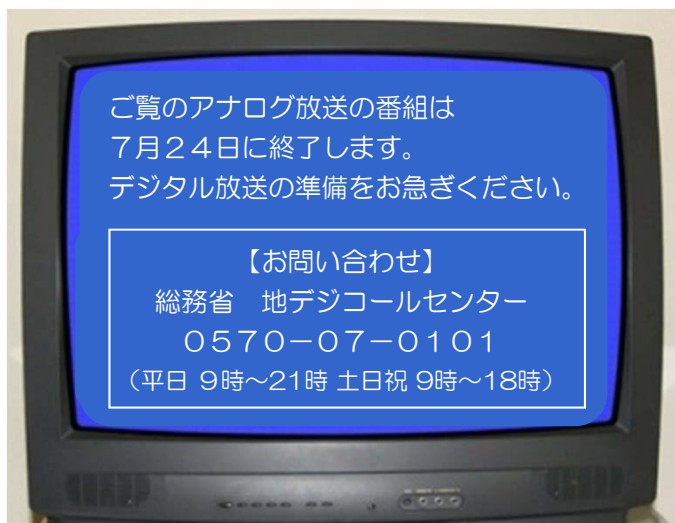 ご覧のアナログ放送の番組は
７月２４日に終了します。
デジタル放送の準備をお急ぎください。
【お問い合わせ】
総務省　地デジコールセンター
０５７０－０７－０１０１
（平日 9時～21時 土日祝 9時～18時）